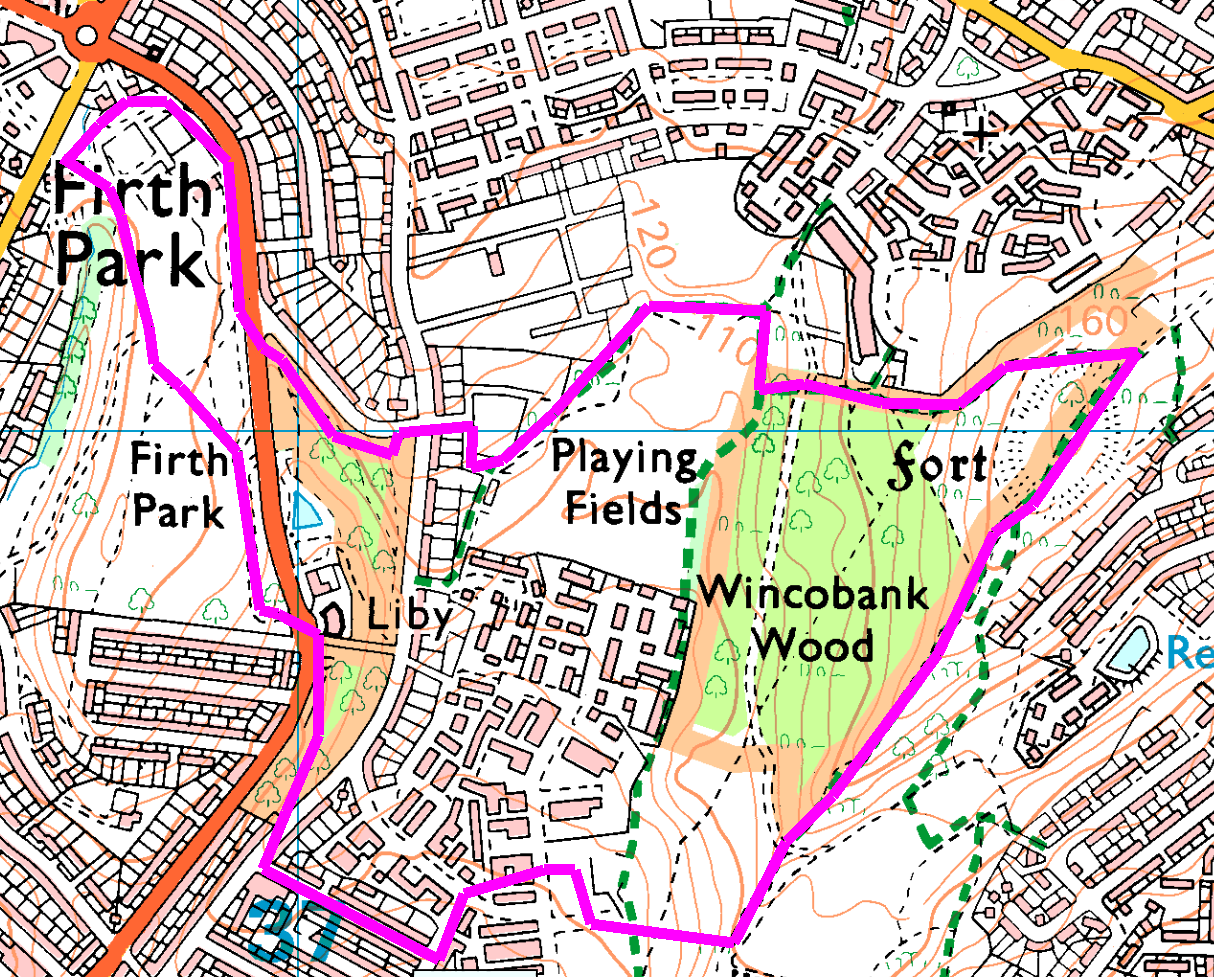 Firth
Park
120
110
160
Firth
Park
Playing
Fields
Fort
Wincobank
Wood
Liby
Re
37